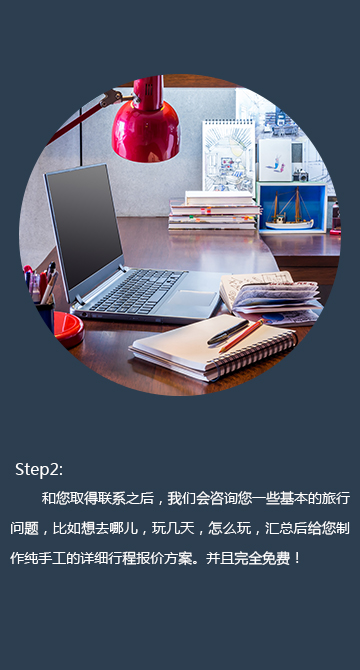 Step2:
和您取得联系之后，我们会咨询您一些基本的旅行
问题，比如想去哪儿，玩几天，怎么玩，汇总后给您制
作纯手工的详细行程报价方案。并且完全免费！